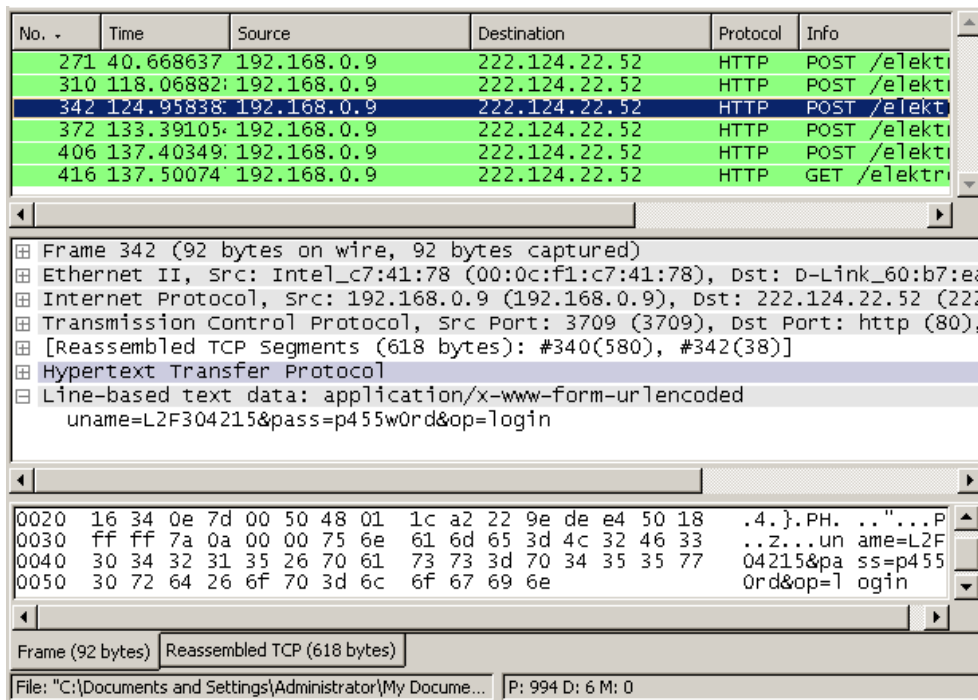 No. Time Source Destination Protocol Info
271 40.668637 192.168.0.9 222.124.22.52 HTTP POST /elektr
310 118.06882 192.168.0.9 222.124.22.52 HTTP POST /elektr
342 124.95838 192.168.0.9 222.124.22.52 HTTP POST /elekt
372 133.39105 192.168.0.9 222.124.22.52 HTTP POST /elektr
406 137.40349 192.168.0.9 222.124.22.52 HTTP POST /elektr
416 137.50074 192.168.0.9 222.124.22.52 HTTP GET /elektr
Frame 342 (92 bytes on wire, 92 bytes captured)
Ethernet II, Src: Intel_c7:41:78 (00:0c:f1:c7:41:78), Dst: D-Link_60:b7:ea
Internet Protocol, Src: 192.168.0.9 (192.168.0.9), Dst: 222.124.22.52 (222
Transmission Control Protocol, Src Port: 3709 (3709), Dst Port: http (80),
[Reassembled TCP Segments (618 bytes): #340(580), #342(38)]
Hypertext Transfer Protocol
Line-based text data: application/x-www-form-urlencoded
uname=L2F304215&pass=p455w0rd&op=login
0020 16 34 0e 7d 00 50 48 01 1c a2 22 9e de e4 50 18 .4.}.PH. .."...P
0030 ff ff 7a 0a 00 00 75 6e 61 6d 65 3d 4c 32 46 33 ..z...un ame=L2F
0040 30 34 32 31 35 26 70 61 73 73 3d 70 34 35 35 77 04215&pa ss=p455
0050 30 72 64 26 6f 70 3d 6c 6f 67 69 6e 0rd&op=l ogin
Frame (92 bytes) Reassembled TCP (618 bytes)
File: "C:\Documents and Settings\Administrator\My Docume... P: 994 D: 6 M: 0